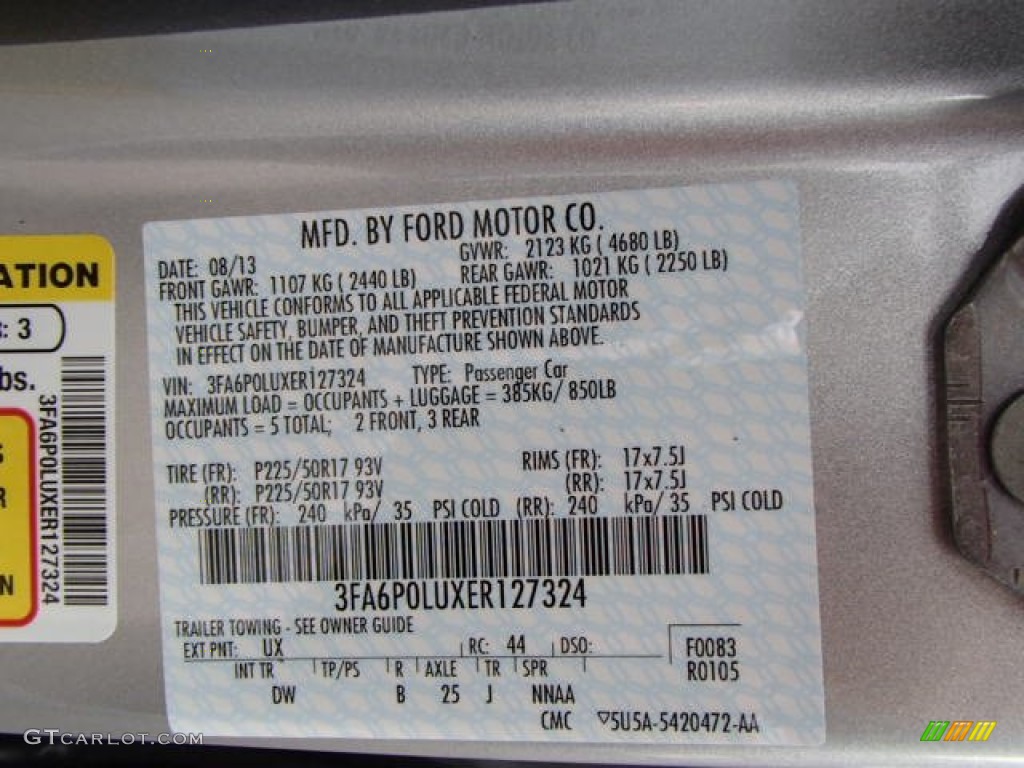 MFD. BY FORD MOTOR CO.
DATE: 08/13 GVWR: 2123 KG ( 4680 LB)
FRONT GAWR: 1107 KG ( 2440 LB) REAR GAWR: 1021 KG ( 2250 LB)
THIS VEHICLE CONFORMS TO ALL APPLICABLE FEDERAL MOTOR
VEHICLE SAFETY, BUMPER, AND THEFT PREVENTION STANDARDS
IN EFFECT ON THE DATE OF MANUFACTURE SHOWN ABOVE.
VIN: 3FA6P0LUXER127324 TYPE: Passenger Car
MAXIMUM LOAD = OCCUPANTS + LUGGAGE = 385KG/ 850LB
OCCUPANTS = 5 TOTAL; 2 FRONT, 3 REAR
TIRE (FR): P225/50R17 93V RIMS (FR): 17x7.5J
(RR): P225/50R17 93V (RR): 17x7.5J
PRESSURE (FR): 240 kPa/ 35 PSI COLD (RR): 240 kPa/ 35 PSI COLD
3FA6P0LUXER127324
TRAILER TOWING - SEE OWNER GUIDE
EXT PNT: UX RC: 44 DSO: F0083
INT TR TP/PS R AXLE TR SPR R0105
DW B 25 J NNAA
CMC ▽5U5A-5420472-AA
ATION
: 3
bs.
3FA6P0LUXER127324
S
R
N
GTCARLOT.COM